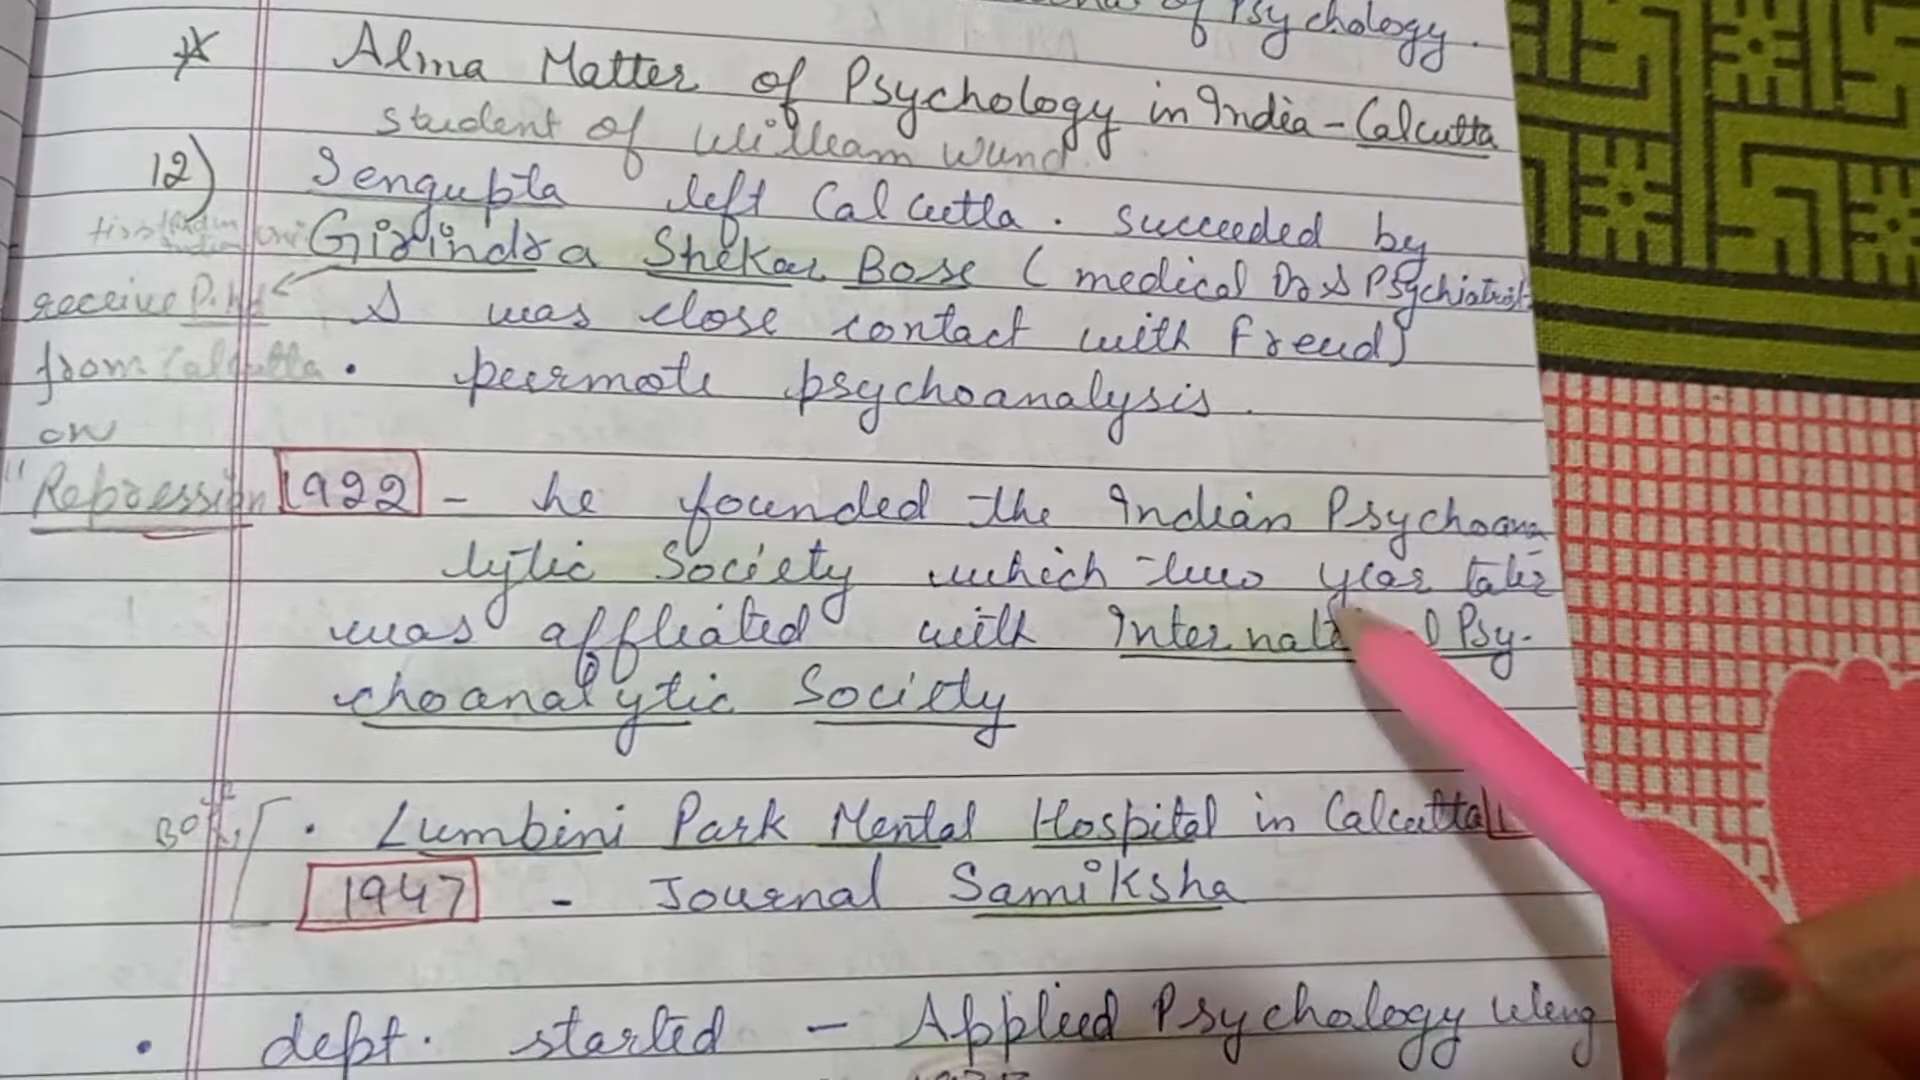 of Psychology.
Alma Matter of Psychology in India - Calcutta
student of William Wund
12) Sengupta left Calcutta. succeeded by
Girindra Shekar Bose (medical Dr & Psychiatrist
receive P.hd & was close contact with Freud)
from Calcutta • peermote psychoanalysis.
on
"Repression 1922 - he founded the Indian Psychoana
lytic Society which two year later
was affliated with International Psy-
choanalytic Society
Both • Lumbini Park Mental Hospital in Calcutta
1947 - Journal Samiksha
• dept. started - Applied Psychology Weng